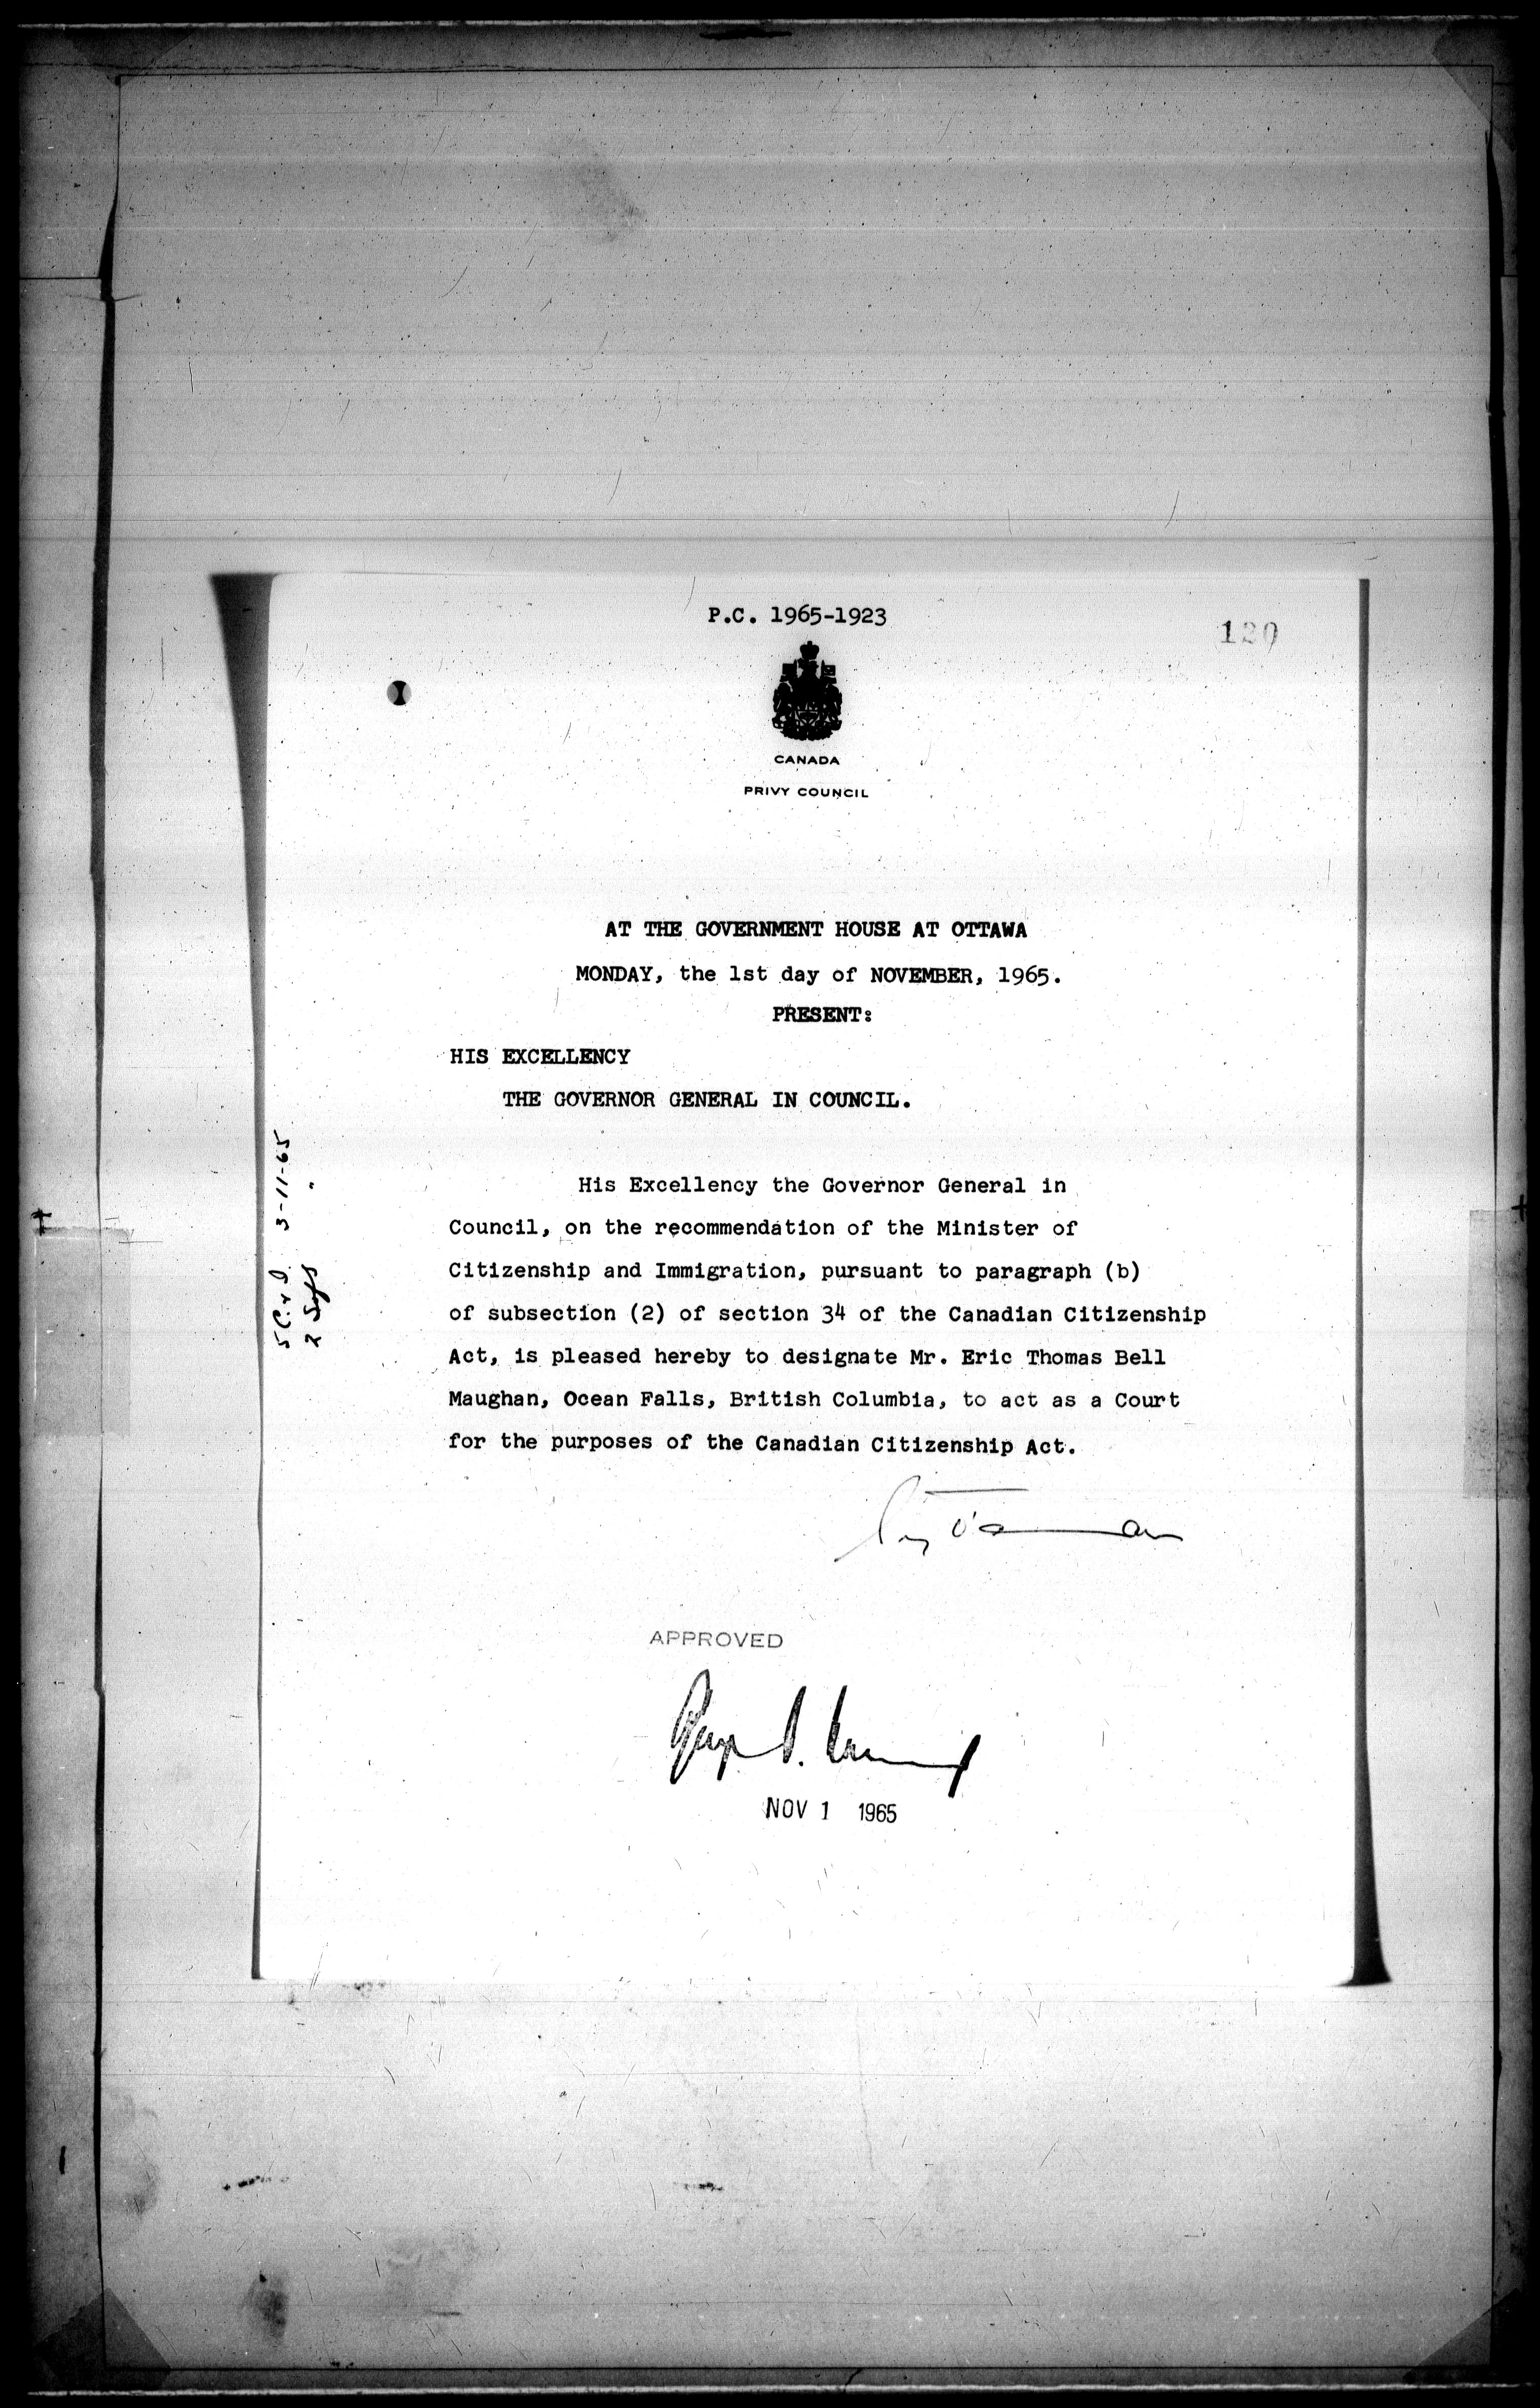 P.C. 1965-1923
120
CANADA
PRIVY COUNCIL
AT THE GOVERNMENT HOUSE AT OTTAWA
MONDAY, the 1st day of NOVEMBER, 1965.
PRESENT:
HIS EXCELLENCY
THE GOVERNOR GENERAL IN COUNCIL.
His Excellency the Governor General in
Council, on the recommendation of the Minister of
Citizenship and Immigration, pursuant to paragraph (b)
of subsection (2) of section 34 of the Canadian Citizenship
Act, is pleased hereby to designate Mr. Eric Thomas Bell
Maughan, Ocean Falls, British Columbia, to act as a Court
for the purposes of the Canadian Citizenship Act.
APPROVED
NOV 1 1965
3-11-65